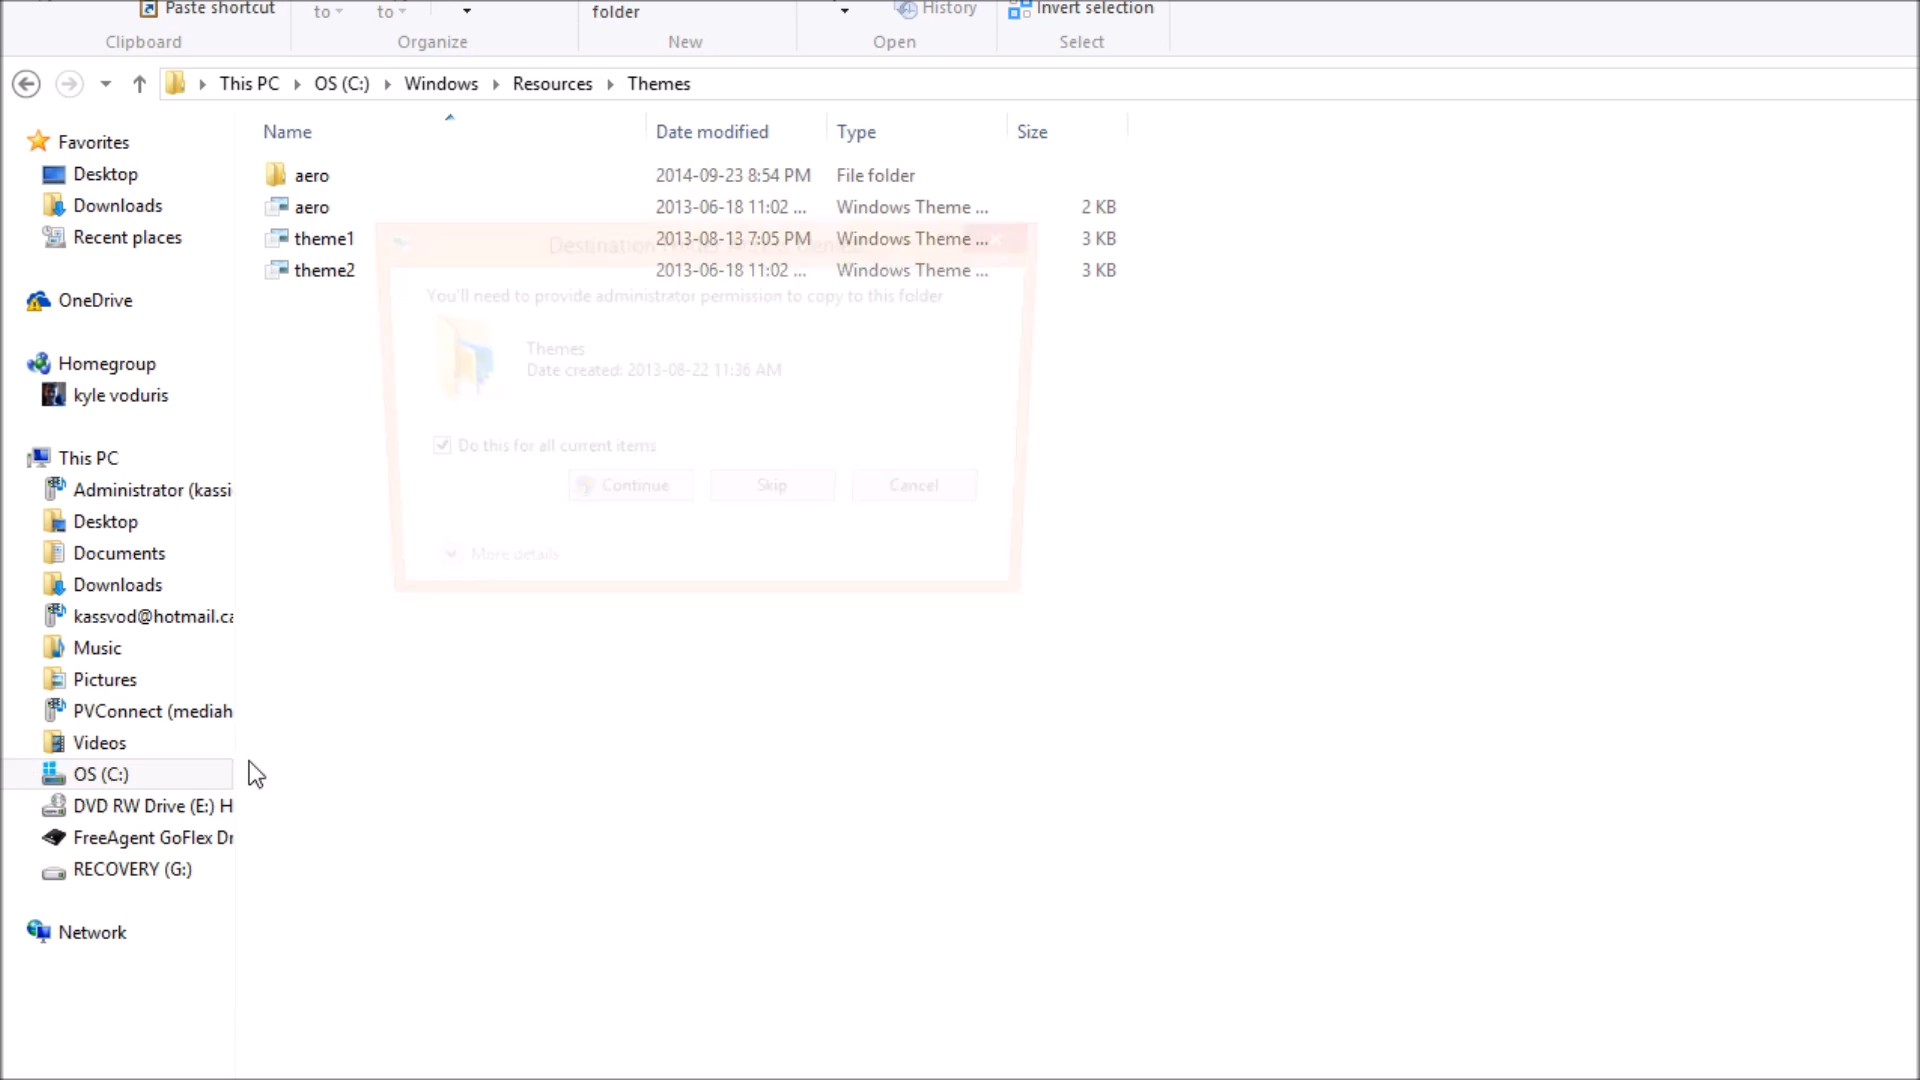 Paste shortcut
to
to
folder
History
Invert selection
Clipboard
Organize
New
Open
Select
This PC
OS (C:)
Windows
Resources
Themes
Name
Date modified
Type
Size
aero
2014-09-23 8:54 PM
File folder
aero
2013-06-18 11:02 ...
Windows Theme ...
2 KB
theme1
2013-08-13 7:05 PM
Windows Theme ...
3 KB
theme2
2013-06-18 11:02 ...
Windows Theme ...
3 KB
Destination
You'll need to provide administrator permission to copy to this folder
Themes
Date created: 2013-08-22 11:36 AM
Do this for all current items
Continue
Skip
Cancel
More details
Favorites
Desktop
Downloads
Recent places
OneDrive
Homegroup
kyle voduris
This PC
Administrator (kassi
Desktop
Documents
Downloads
kassvod@hotmail.ca
Music
Pictures
PVConnect (mediah
Videos
OS (C:)
DVD RW Drive (E:) H
FreeAgent GoFlex Dr
RECOVERY (G:)
Network